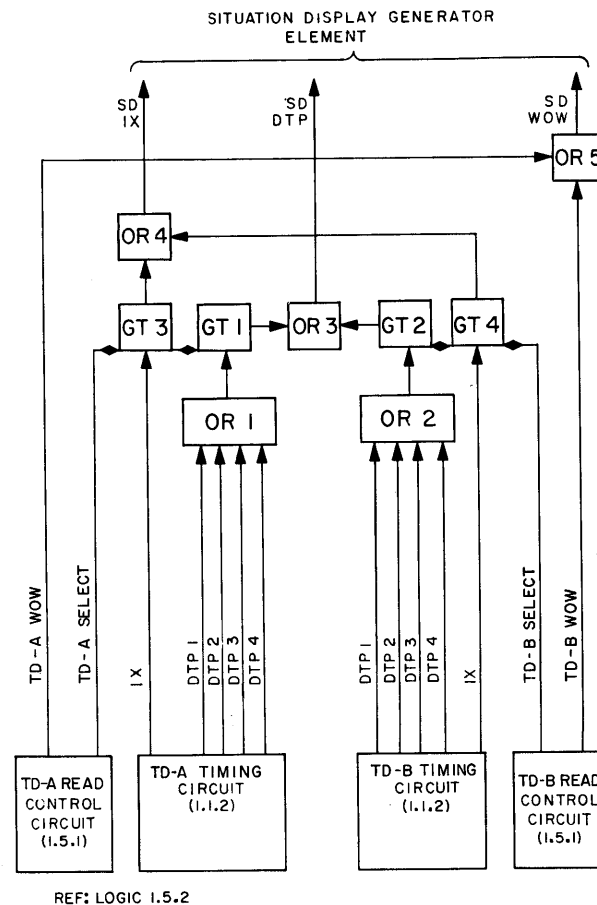 SITUATION DISPLAY GENERATOR
ELEMENT
SD
IX
SD
DTP
SD
WOW
OR 5
OR 4
GT 3
GT 1
OR 3
GT 2
GT 4
OR 1
OR 2
TD-A WOW
TD-A SELECT
IX
DTP 1
DTP 2
DTP 3
DTP 4
DTP 1
DTP 2
DTP 3
DTP 4
IX
TD-B SELECT
TD-B WOW
TD-A READ
CONTROL
CIRCUIT
(1.5.1)
TD-A TIMING
CIRCUIT
(1.1.2)
TD-B TIMING
CIRCUIT
(1.1.2)
TD-B READ
CONTROL
CIRCUIT
(1.5.1)
REF: LOGIC 1.5.2